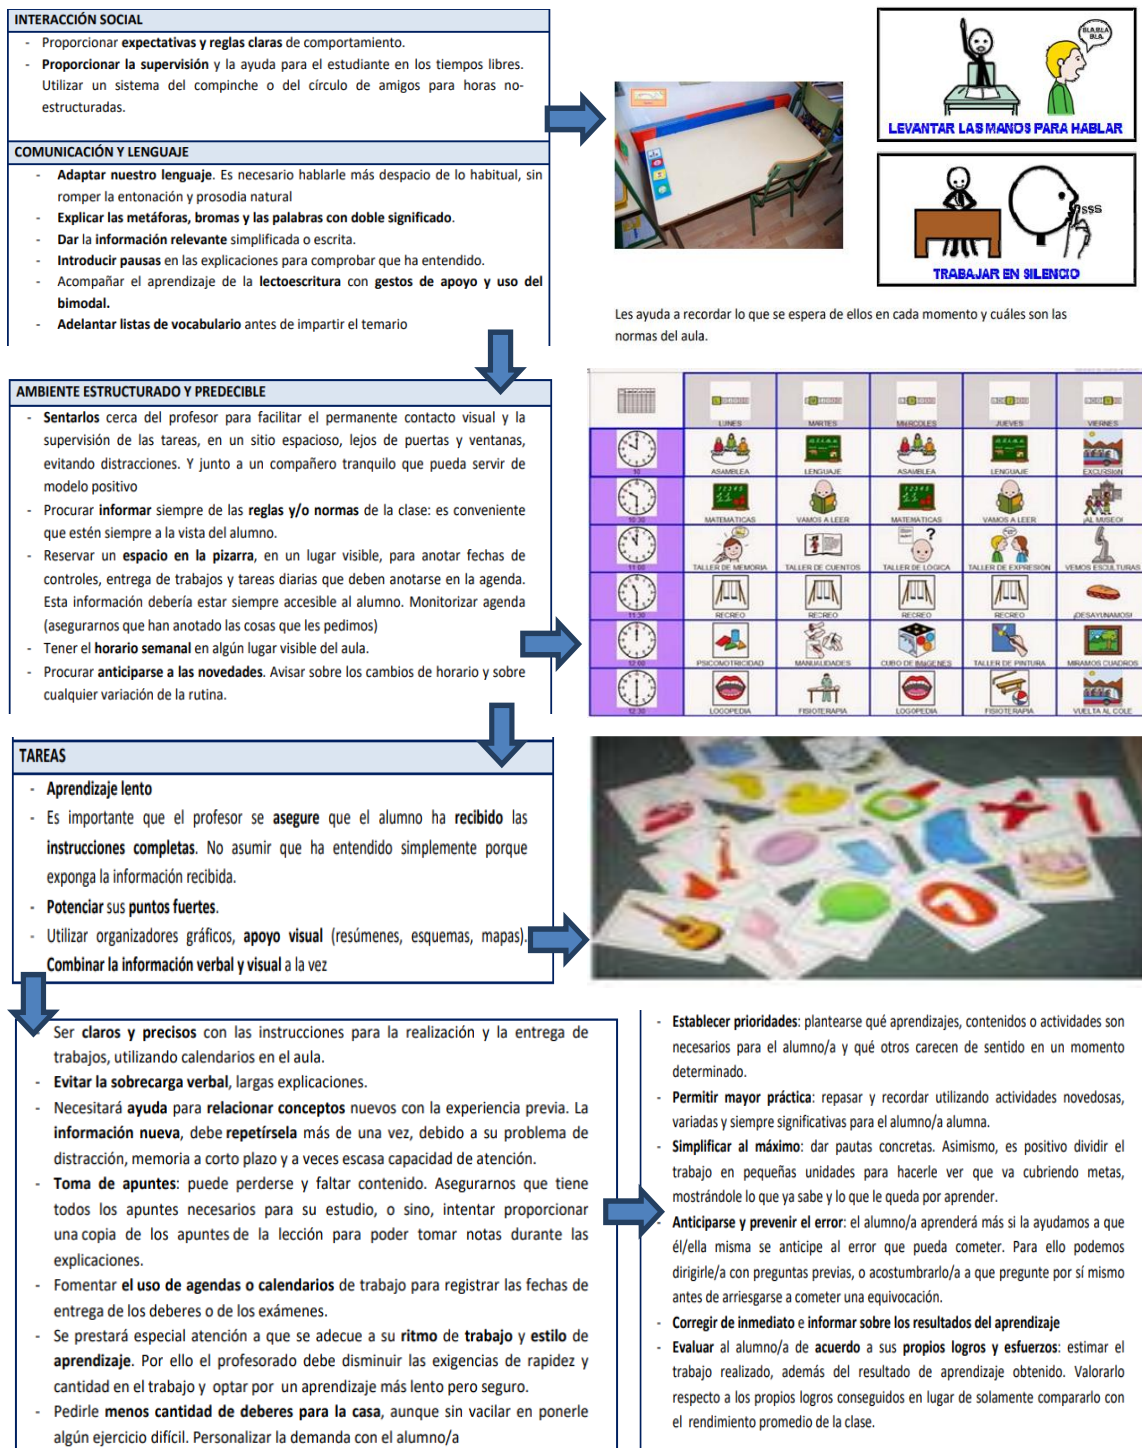 INTERACCIÓN SOCIAL
- Proporcionar expectativas y reglas claras de comportamiento.
- Proporcionar la supervisión y la ayuda para el estudiante en los tiempos libres.
Utilizar un sistema del compinche o del círculo de amigos para horas no-
estructuradas.
COMUNICACIÓN Y LENGUAJE
- Adaptar nuestro lenguaje. Es necesario hablarle más despacio de lo habitual, sin
romper la entonación y prosodia natural
- Explicar las metáforas, bromas y las palabras con doble significado.
- Dar la información relevante simplificada o escrita.
- Introducir pausas en las explicaciones para comprobar que ha entendido.
- Acompañar el aprendizaje de la lectoescritura con gestos de apoyo y uso del
bimodal.
- Adelantar listas de vocabulario antes de impartir el temario
BLA,BLA
BLA.
LEVANTAR LAS MANOS PARA HABLAR
SSS
TRABAJAR EN SILENCIO
Les ayuda a recordar lo que se espera de ellos en cada momento y cuáles son las
normas del aula.
AMBIENTE ESTRUCTURADO Y PREDECIBLE
- Sentarlos cerca del profesor para facilitar el permanente contacto visual y la
supervisión de las tareas, en un sitio espacioso, lejos de puertas y ventanas,
evitando distracciones. Y junto a un compañero tranquilo que pueda servir de
modelo positivo
- Procurar informar siempre de las reglas y/o normas de la clase: es conveniente
que estén siempre a la vista del alumno.
- Reservar un espacio en la pizarra, en un lugar visible, para anotar fechas de
controles, entrega de trabajos y tareas diarias que deben anotarse en la agenda.
Esta información debería estar siempre accesible al alumno. Monitorizar agenda
(asegurarnos que han anotado las cosas que les pedimos)
- Tener el horario semanal en algún lugar visible del aula.
- Procurar anticiparse a las novedades. Avisar sobre los cambios de horario y sobre
cualquier variación de la rutina.
LUNES MARTES MIÉRCOLES JUEVES VIERNES
10 ASAMBLEA LENGUAJE ASAMBLEA LENGUAJE EXCURSIÓN
10:30 MATEMATICAS VAMOS A LEER MATEMATICAS VAMOS A LEER ¡AL MUSEO!
11:00 TALLER DE MEMORIA TALLER DE CUENTOS TALLER DE LOGICA TALLER DE EXPRESIÓN VEMOS ESCULTURAS
11:30 RECREO RECREO RECREO RECREO ¡DESAYUNAMOS!
12:00 PSICOMOTRICIDAD MANUALIDADES CUBO DE IMAGENES TALLER DE PINTURA MIRAMOS CUADROS
12:30 LOGOPEDIA FISIOTERAPIA LOGOPEDIA FISIOTERAPIA VUELTA AL COLE
TAREAS
- Aprendizaje lento
- Es importante que el profesor se asegure que el alumno ha recibido las
instrucciones completas. No asumir que ha entendido simplemente porque
exponga la información recibida.
- Potenciar sus puntos fuertes.
- Utilizar organizadores gráficos, apoyo visual (resúmenes, esquemas, mapas).
Combinar la información verbal y visual a la vez
- Ser claros y precisos con las instrucciones para la realización y la entrega de
trabajos, utilizando calendarios en el aula.
- Evitar la sobrecarga verbal, largas explicaciones.
- Necesitará ayuda para relacionar conceptos nuevos con la experiencia previa. La
información nueva, debe repetírsela más de una vez, debido a su problema de
distracción, memoria a corto plazo y a veces escasa capacidad de atención.
- Toma de apuntes: puede perderse y faltar contenido. Asegurarnos que tiene
todos los apuntes necesarios para su estudio, o sino, intentar proporcionar
una copia de los apuntes de la lección para poder tomar notas durante las
explicaciones.
- Fomentar el uso de agendas o calendarios de trabajo para registrar las fechas de
entrega de los deberes o de los exámenes.
- Se prestará especial atención a que se adecue a su ritmo de trabajo y estilo de
aprendizaje. Por ello el profesorado debe disminuir las exigencias de rapidez y
cantidad en el trabajo y optar por un aprendizaje más lento pero seguro.
- Pedirle menos cantidad de deberes para la casa, aunque sin vacilar en ponerle
algún ejercicio difícil. Personalizar la demanda con el alumno/a
- Establecer prioridades: plantearse qué aprendizajes, contenidos o actividades son
necesarios para el alumno/a y qué otros carecen de sentido en un momento
determinado.
- Permitir mayor práctica: repasar y recordar utilizando actividades novedosas,
variadas y siempre significativas para el alumno/a alumna.
- Simplificar al máximo: dar pautas concretas. Asimismo, es positivo dividir el
trabajo en pequeñas unidades para hacerle ver que va cubriendo metas,
mostrándole lo que ya sabe y lo que le queda por aprender.
- Anticiparse y prevenir el error: el alumno/a aprenderá más si la ayudamos a que
él/ella misma se anticipe al error que pueda cometer. Para ello podemos
dirigirle/a con preguntas previas, o acostumbrarlo/a a que pregunte por sí mismo
antes de arriesgarse a cometer una equivocación.
- Corregir de inmediato e informar sobre los resultados del aprendizaje
- Evaluar al alumno/a de acuerdo a sus propios logros y esfuerzos: estimar el
trabajo realizado, además del resultado de aprendizaje obtenido. Valorarlo
respecto a los propios logros conseguidos en lugar de solamente compararlo con
el rendimiento promedio de la clase.